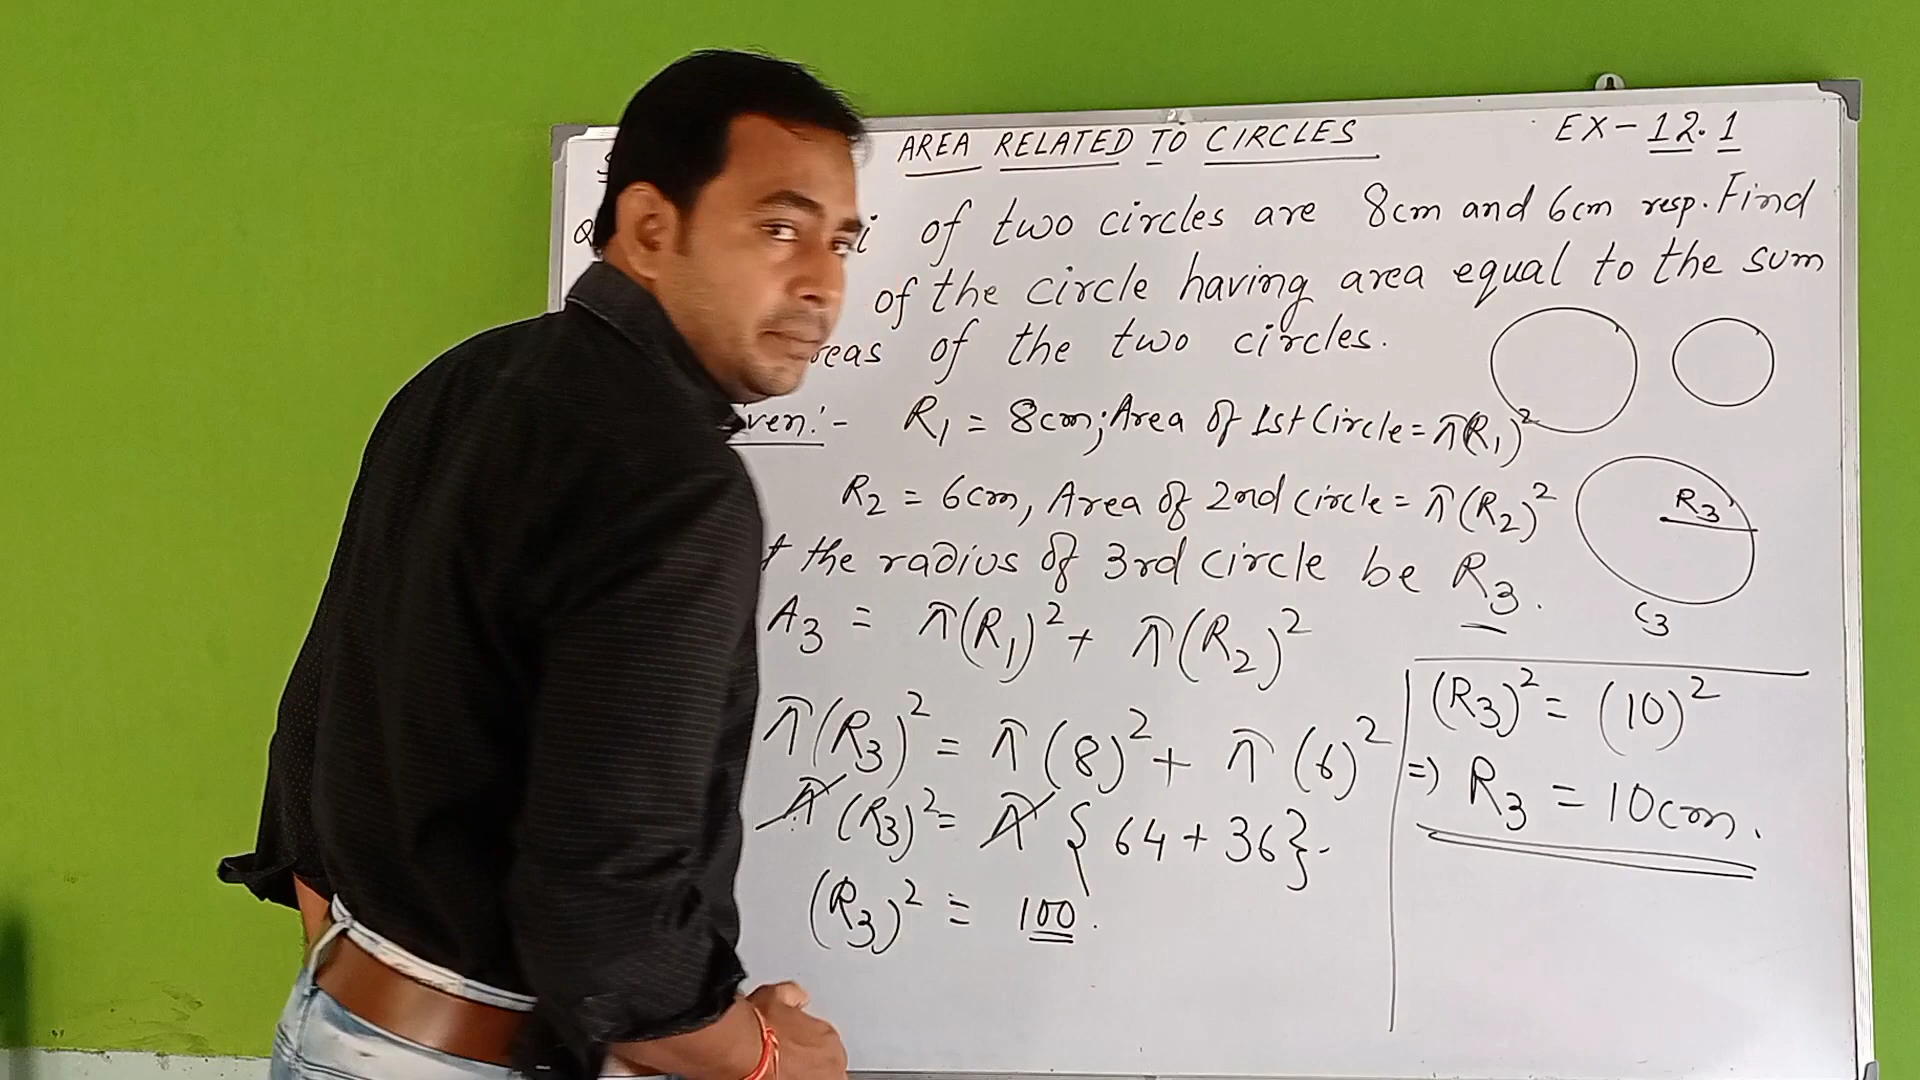 AREA RELATED TO CIRCLES EX-12.1
of two circles are 8cm and 6cm resp. Find
of the circle having area equal to the sum
of the two circles.
R1 = 8cm; Area of 1st Circle = π(R1)²
R2 = 6cm, Area of 2nd Circle = π(R2)²
the radius of 3rd circle be R3.
R3
C3
A3 = π(R1)² + π(R2)²
π(R3)² = π(8)² + π(6)²
π(R3)² = π{64+36}.
(R3)² = 100.
(R3)² = (10)²
=> R3 = 10cm.